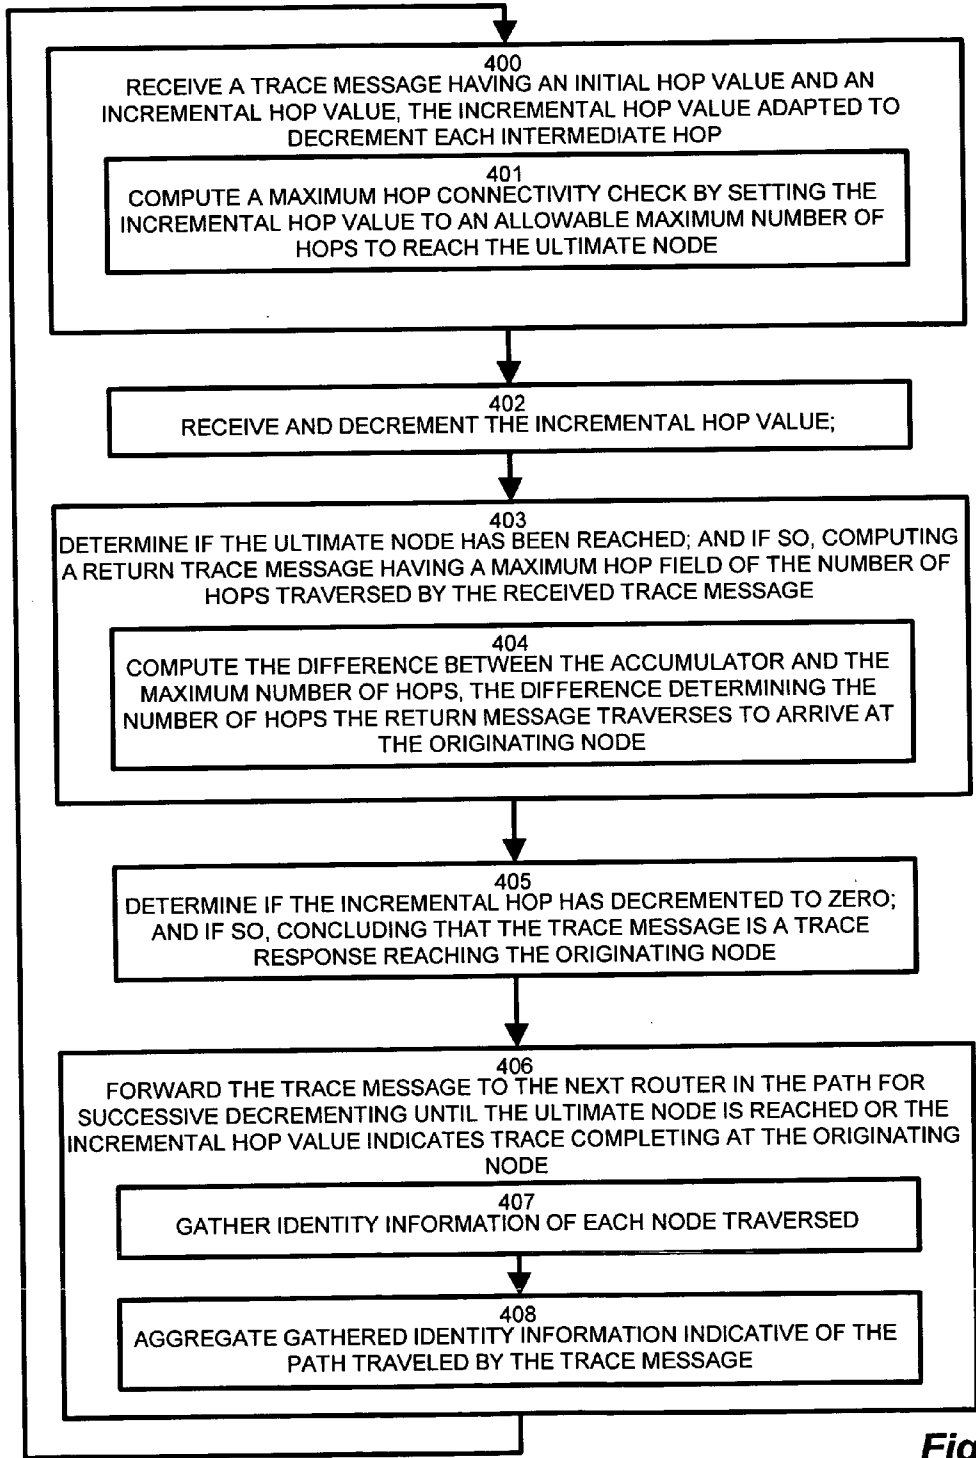 400
RECEIVE A TRACE MESSAGE HAVING AN INITIAL HOP VALUE AND AN
INCREMENTAL HOP VALUE, THE INCREMENTAL HOP VALUE ADAPTED TO
DECREMENT EACH INTERMEDIATE HOP
401
COMPUTE A MAXIMUM HOP CONNECTIVITY CHECK BY SETTING THE
INCREMENTAL HOP VALUE TO AN ALLOWABLE MAXIMUM NUMBER OF
HOPS TO REACH THE ULTIMATE NODE
402
RECEIVE AND DECREMENT THE INCREMENTAL HOP VALUE;
403
DETERMINE IF THE ULTIMATE NODE HAS BEEN REACHED; AND IF SO, COMPUTING
A RETURN TRACE MESSAGE HAVING A MAXIMUM HOP FIELD OF THE NUMBER OF
HOPS TRAVERSED BY THE RECEIVED TRACE MESSAGE
404
COMPUTE THE DIFFERENCE BETWEEN THE ACCUMULATOR AND THE
MAXIMUM NUMBER OF HOPS, THE DIFFERENCE DETERMINING THE
NUMBER OF HOPS THE RETURN MESSAGE TRAVERSES TO ARRIVE AT
THE ORIGINATING NODE
405
DETERMINE IF THE INCREMENTAL HOP HAS DECREMENTED TO ZERO;
AND IF SO, CONCLUDING THAT THE TRACE MESSAGE IS A TRACE
RESPONSE REACHING THE ORIGINATING NODE
406
FORWARD THE TRACE MESSAGE TO THE NEXT ROUTER IN THE PATH FOR
SUCCESSIVE DECREMENTING UNTIL THE ULTIMATE NODE IS REACHED OR THE
INCREMENTAL HOP VALUE INDICATES TRACE COMPLETING AT THE ORIGINATING
NODE
407
GATHER IDENTITY INFORMATION OF EACH NODE TRAVERSED
408
AGGREGATE GATHERED IDENTITY INFORMATION INDICATIVE OF THE
PATH TRAVELED BY THE TRACE MESSAGE
Fig